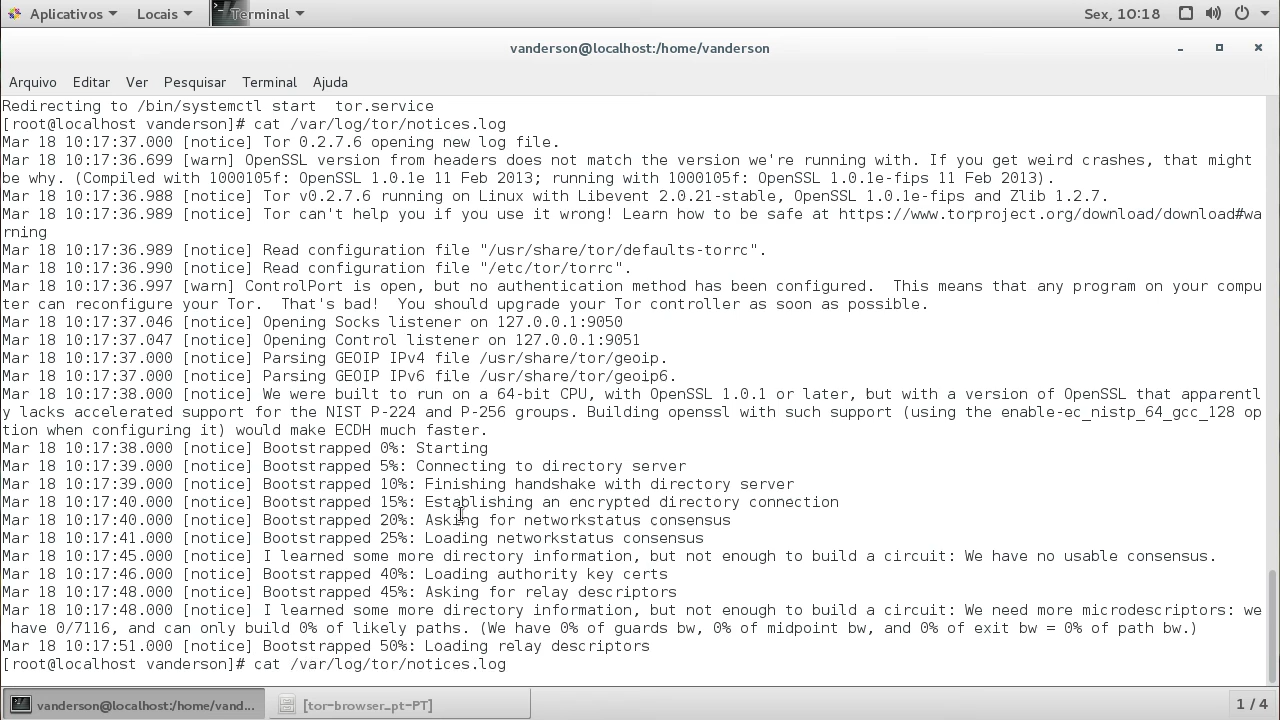 Aplicativos Locais Terminal Sex, 10:18
vanderson@localhost:/home/vanderson
Arquivo Editar Ver Pesquisar Terminal Ajuda
Redirecting to /bin/systemctl start  tor.service
[root@localhost vanderson]# cat /var/log/tor/notices.log
Mar 18 10:17:37.000 [notice] Tor 0.2.7.6 opening new log file.
Mar 18 10:17:36.699 [warn] OpenSSL version from headers does not match the version we're running with. If you get weird crashes, that might
be why. (Compiled with 1000105f: OpenSSL 1.0.1e 11 Feb 2013; running with 1000105f: OpenSSL 1.0.1e-fips 11 Feb 2013).
Mar 18 10:17:36.988 [notice] Tor v0.2.7.6 running on Linux with Libevent 2.0.21-stable, OpenSSL 1.0.1e-fips and Zlib 1.2.7.
Mar 18 10:17:36.989 [notice] Tor can't help you if you use it wrong! Learn how to be safe at https://www.torproject.org/download/download#wa
rning
Mar 18 10:17:36.989 [notice] Read configuration file "/usr/share/tor/defaults-torrc".
Mar 18 10:17:36.990 [notice] Read configuration file "/etc/tor/torrc".
Mar 18 10:17:36.997 [warn] ControlPort is open, but no authentication method has been configured.  This means that any program on your compu
ter can reconfigure your Tor.  That's bad!  You should upgrade your Tor controller as soon as possible.
Mar 18 10:17:37.046 [notice] Opening Socks listener on 127.0.0.1:9050
Mar 18 10:17:37.047 [notice] Opening Control listener on 127.0.0.1:9051
Mar 18 10:17:37.000 [notice] Parsing GEOIP IPv4 file /usr/share/tor/geoip.
Mar 18 10:17:37.000 [notice] Parsing GEOIP IPv6 file /usr/share/tor/geoip6.
Mar 18 10:17:38.000 [notice] We were built to run on a 64-bit CPU, with OpenSSL 1.0.1 or later, but with a version of OpenSSL that apparentl
y lacks accelerated support for the NIST P-224 and P-256 groups. Building openssl with such support (using the enable-ec_nistp_64_gcc_128 op
tion when configuring it) would make ECDH much faster.
Mar 18 10:17:38.000 [notice] Bootstrapped 0%: Starting
Mar 18 10:17:39.000 [notice] Bootstrapped 5%: Connecting to directory server
Mar 18 10:17:39.000 [notice] Bootstrapped 10%: Finishing handshake with directory server
Mar 18 10:17:40.000 [notice] Bootstrapped 15%: Establishing an encrypted directory connection
Mar 18 10:17:40.000 [notice] Bootstrapped 20%: Asking for networkstatus consensus
Mar 18 10:17:41.000 [notice] Bootstrapped 25%: Loading networkstatus consensus
Mar 18 10:17:45.000 [notice] I learned some more directory information, but not enough to build a circuit: We have no usable consensus.
Mar 18 10:17:46.000 [notice] Bootstrapped 40%: Loading authority key certs
Mar 18 10:17:48.000 [notice] Bootstrapped 45%: Asking for relay descriptors
Mar 18 10:17:48.000 [notice] I learned some more directory information, but not enough to build a circuit: We need more microdescriptors: we
have 0/7116, and can only build 0% of likely paths. (We have 0% of guards bw, 0% of midpoint bw, and 0% of exit bw = 0% of path bw.)
Mar 18 10:17:51.000 [notice] Bootstrapped 50%: Loading relay descriptors
[root@localhost vanderson]# cat /var/log/tor/notices.log
vanderson@localhost:/home/vand... [tor-browser_pt-PT] 1 / 4